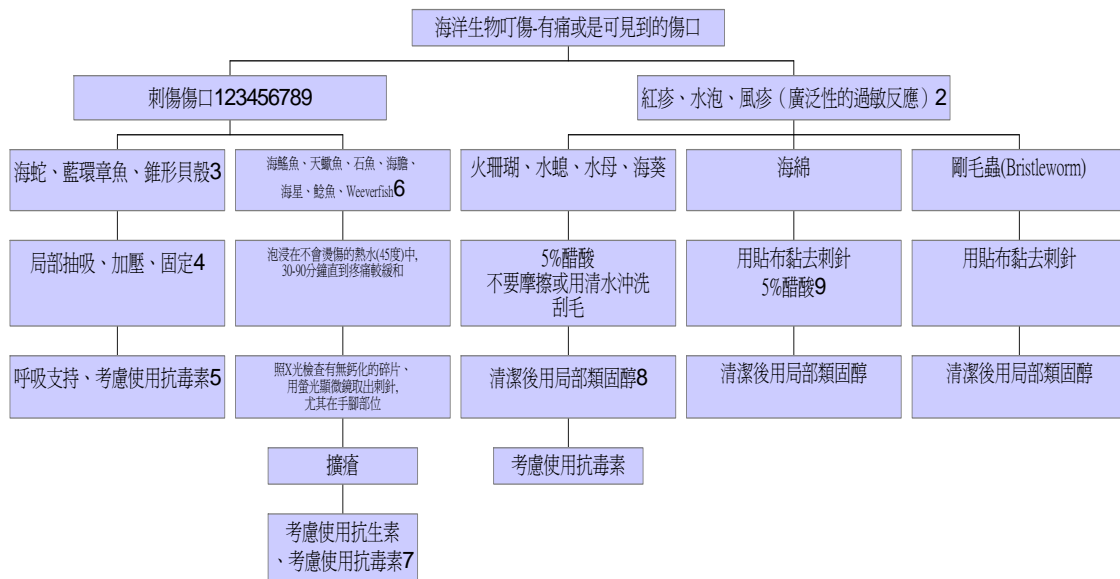 海洋生物叮傷-有痛或是可見到的傷口
刺傷傷口123456789
紅疹、水泡、風疹（廣泛性的過敏反應）2
海蛇、藍環章魚、錐形貝殼3
海鷂魚、天蠍魚、石魚、海膽、
海星、鯰魚、Weeverfish6
火珊瑚、水螅、水母、海葵
海綿
剛毛蟲(Bristleworm)
局部抽吸、加壓、固定4
泡浸在不會燙傷的熱水(45度)中，
30-90分鐘直到疼痛較緩和
5%醋酸
不要摩擦或用清水沖洗
刮毛
用貼布黏去刺針
5%醋酸9
用貼布黏去刺針
呼吸支持、考慮使用抗毒素5
照X光檢查有無鈣化的碎片、
用螢光顯微鏡取出刺針，
尤其在手腳部位
清潔後用局部類固醇8
清潔後用局部類固醇
清潔後用局部類固醇
擴瘡
考慮使用抗毒素
考慮使用抗生素
、考慮使用抗毒素7